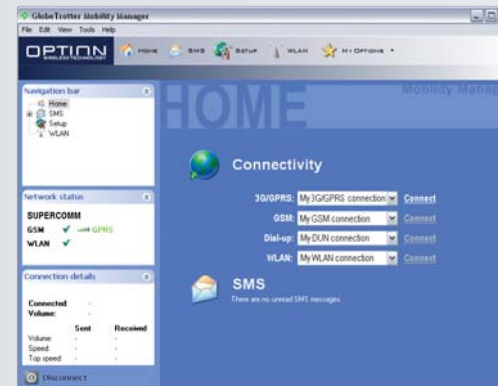 GlobeTrotter Mobility Manager
File Edit View Tools Help
OPTION
WIRELESS TECHNOLOGY
HOME SMS SETUP WLAN MY OPTIONS
Navigation bar
Home
SMS
Setup
WLAN
HOME
Mobility Manag
Connectivity
3G/GPRS: My 3G/GPRS connection Connect
GSM: My GSM connection Connect
Dial-up: My DUN connection Connect
WLAN: My WLAN connection Connect
SMS
There are no unread SMS messages
Network status
SUPERCOMM
GSM GPRS
WLAN
Connection details
Connected: -
Volume: -
Sent Received
Volume: - -
Speed: - -
Top speed: - -
Disconnect